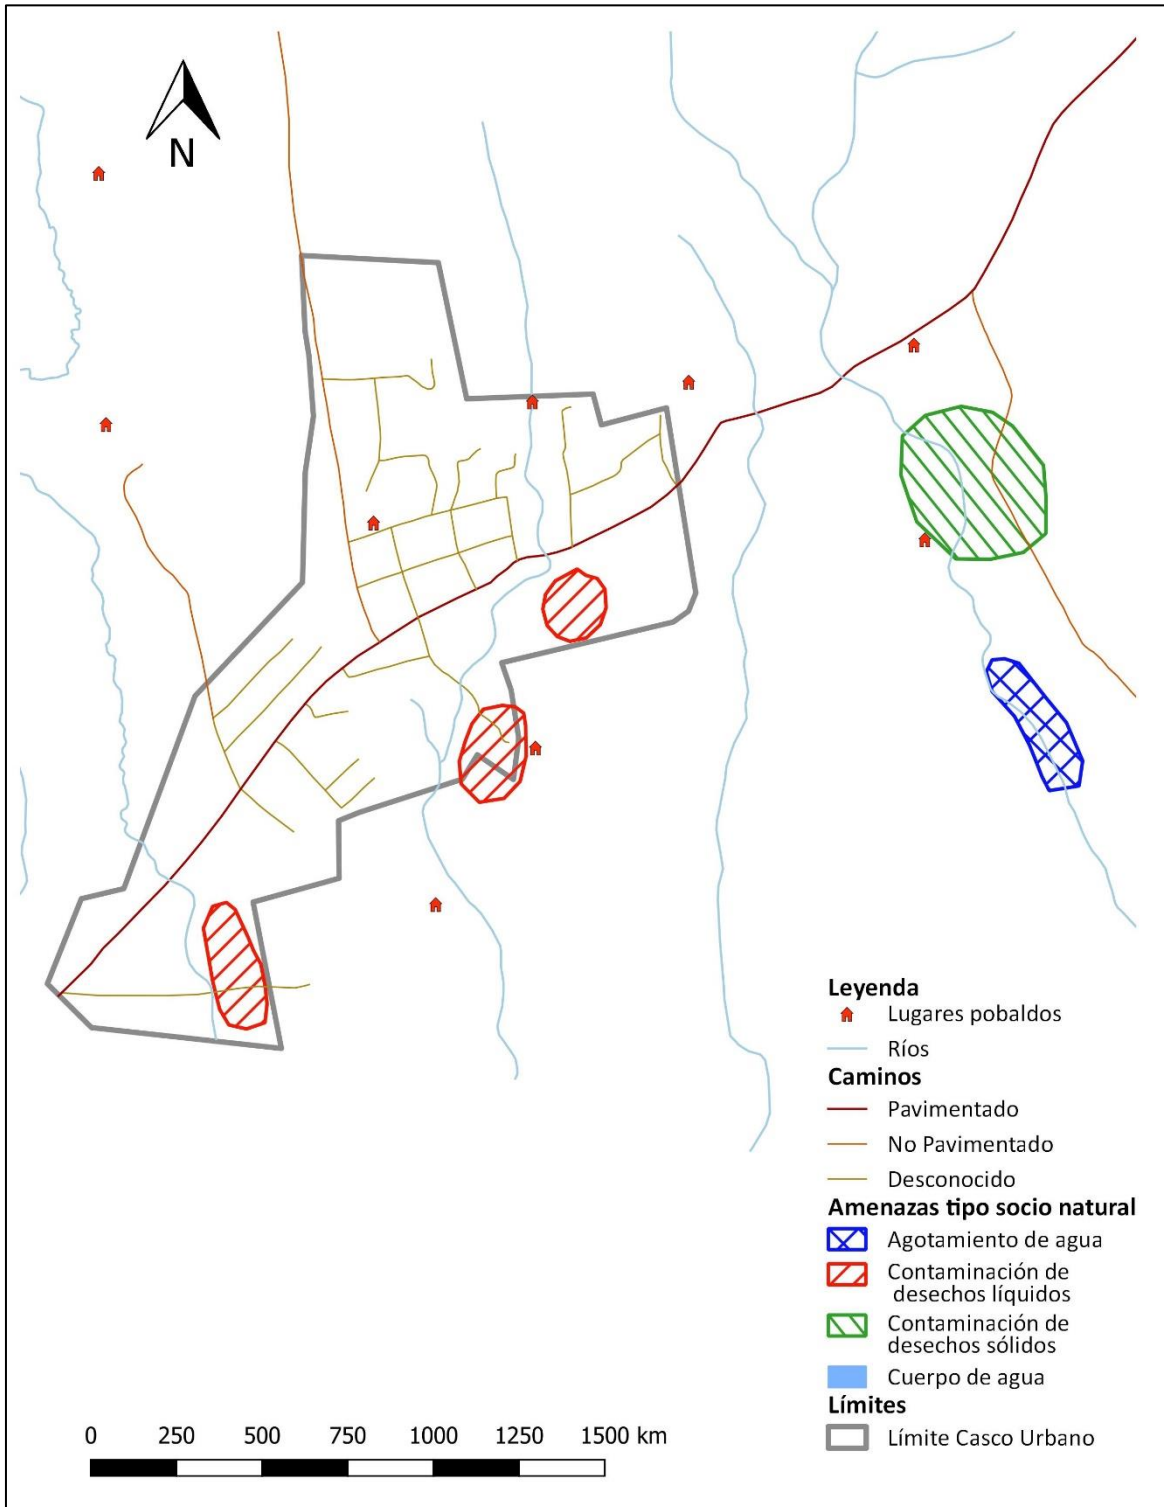 N
Leyenda
Lugares pobaldos
Ríos
Caminos
Pavimentado
No Pavimentado
Desconocido
Amenazas tipo socio natural
Agotamiento de agua
Contaminación de
desechos líquidos
Contaminación de
desechos sólidos
Cuerpo de agua
Límites
Límite Casco Urbano
0 250 500 750 1000 1250 1500 km